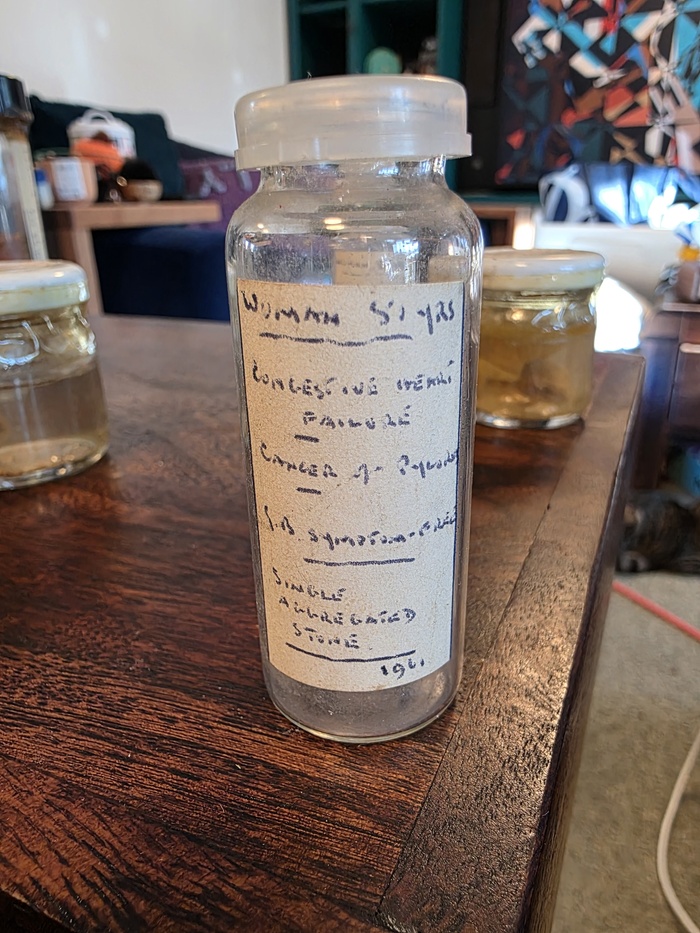 WOMAN 51 YRS
CONGESTIVE HEART
FAILURE
CANCER of PYLORUS
G.B. SYMPTOM-FREE
SINGLE
AGGREGATED
STONE.
1961